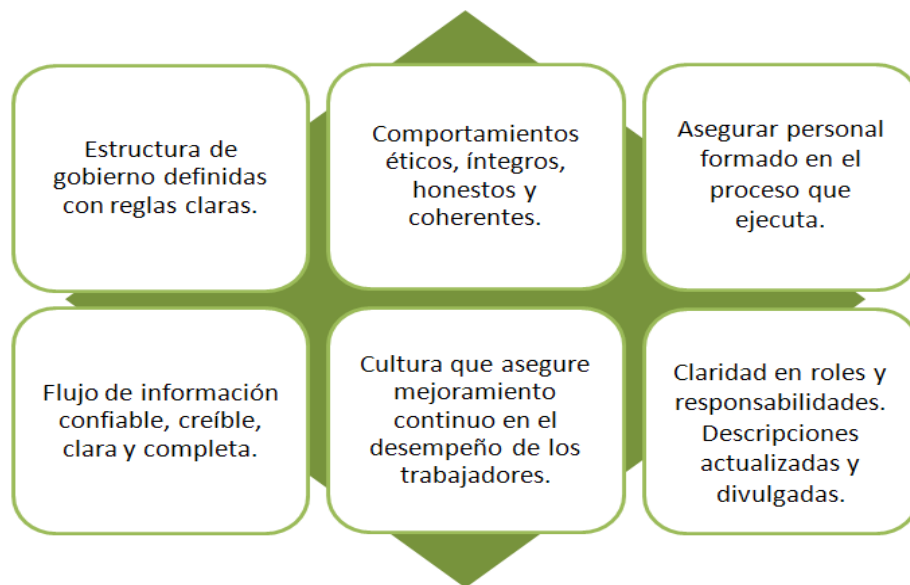 Estructura de
gobierno definidas
con reglas claras.
Comportamientos
éticos, íntegros,
honestos y
coherentes.
Asegurar personal
formado en el
proceso que
ejecuta.
Flujo de información
confiable, creíble,
clara y completa.
Cultura que asegure
mejoramiento
continuo en el
desempeño de los
trabajadores.
Claridad en roles y
responsabilidades.
Descripciones
actualizadas y
divulgadas.